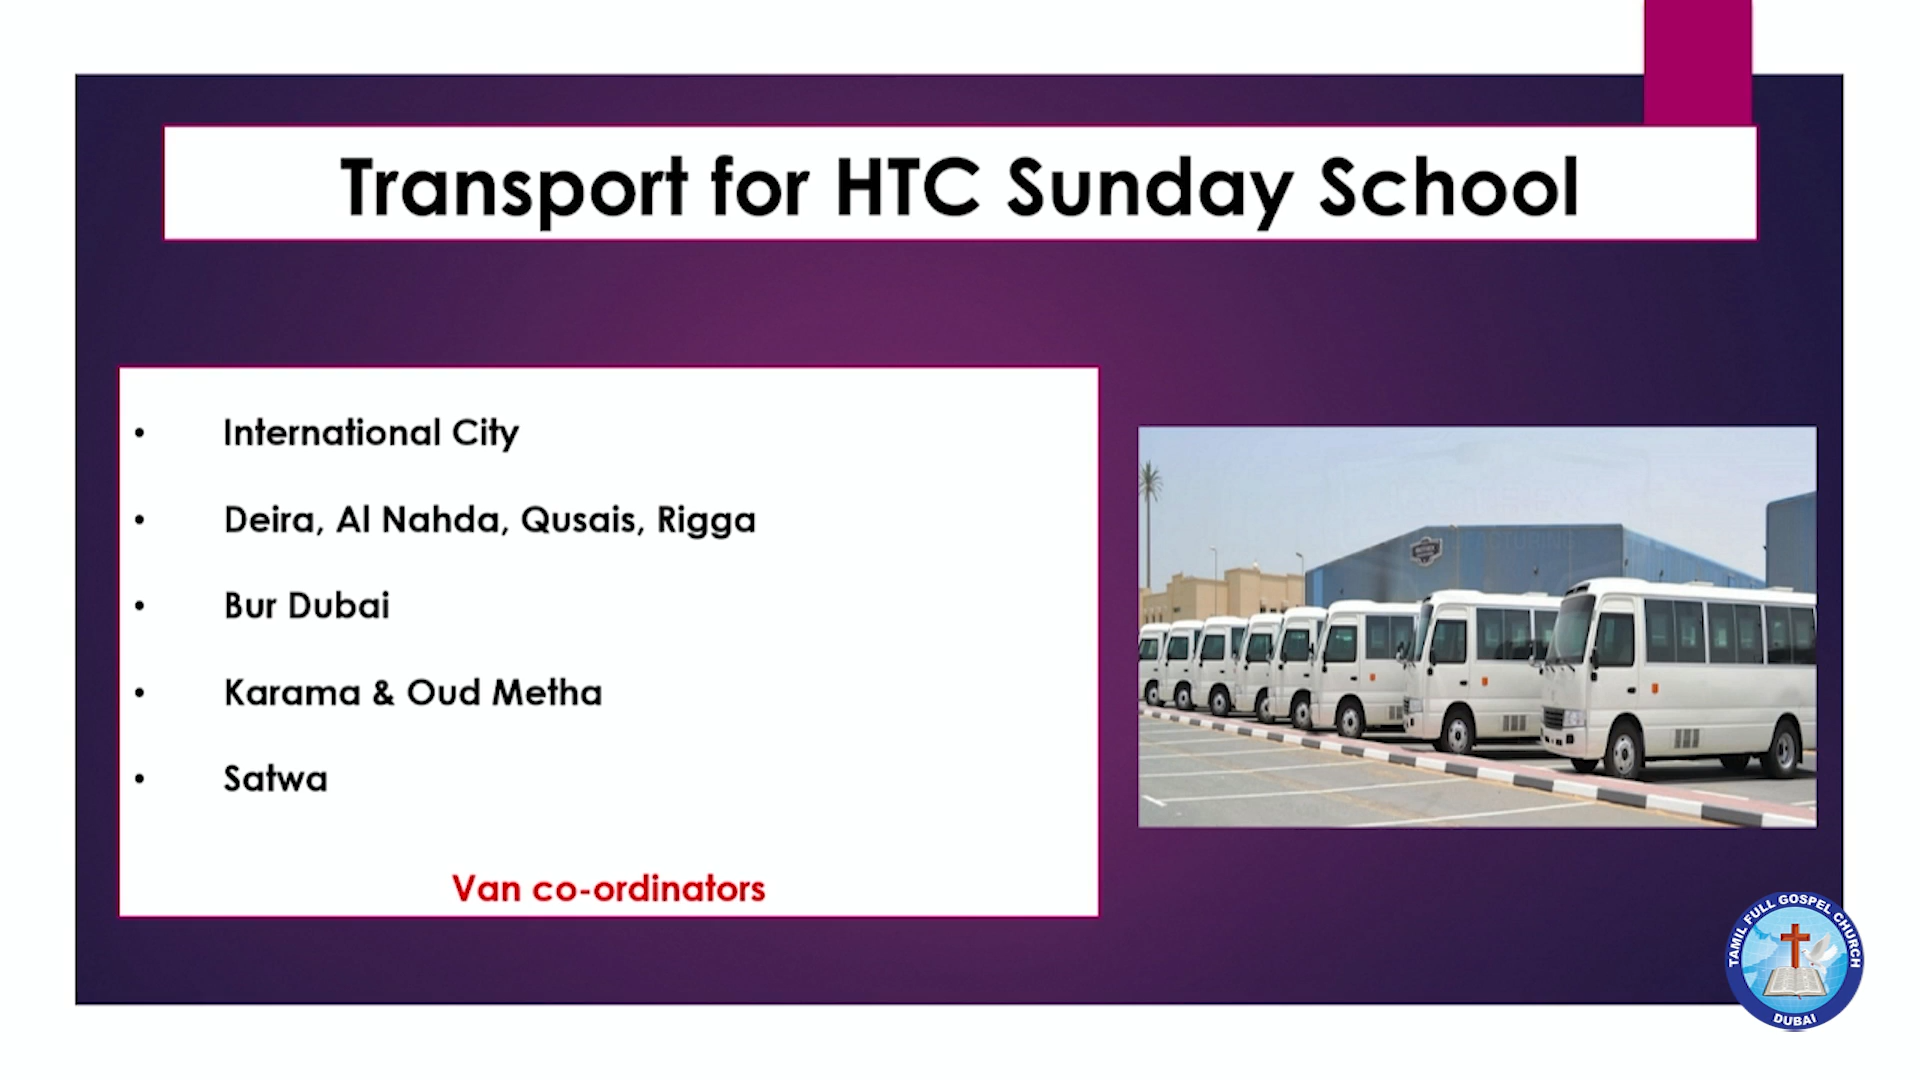 Transport for HTC Sunday School
• International City
• Deira, Al Nahda, Qusais, Rigga
• Bur Dubai
• Karama & Oud Metha
• Satwa
Van co-ordinators
TAMIL FULL GOSPEL CHURCH
DUBAI